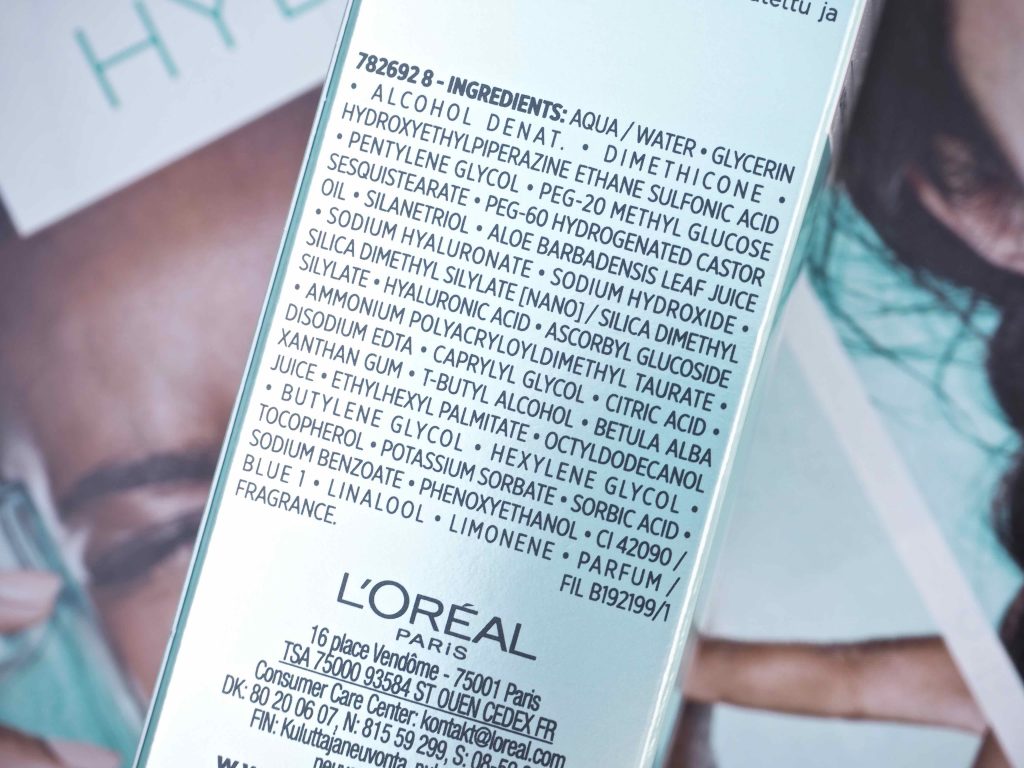 ja
782692 8 - INGREDIENTS: AQUA / WATER • GLYCERIN
• ALCOHOL DENAT. • DIMETHICONE •
HYDROXYETHYLPIPERAZINE ETHANE SULFONIC ACID
• PENTYLENE GLYCOL • PEG-20 METHYL GLUCOSE
SESQUISTEARATE • PEG-60 HYDROGENATED CASTOR
OIL • SILANETRIOL • ALOE BARBADENSIS LEAF JUICE
• SODIUM HYALURONATE • SODIUM HYDROXIDE •
SILICA DIMETHYL SILYLATE [NANO] / SILICA DIMETHYL
SILYLATE • HYALURONIC ACID • ASCORBYL GLUCOSIDE
• AMMONIUM POLYACRYLOYLDIMETHYL TAURATE •
DISODIUM EDTA • CAPRYLYL GLYCOL • CITRIC ACID •
XANTHAN GUM • T-BUTYL ALCOHOL • BETULA ALBA
JUICE • ETHYLHEXYL PALMITATE • OCTYLDODECANOL
• BUTYLENE GLYCOL • HEXYLENE GLYCOL •
TOCOPHEROL • POTASSIUM SORBATE • SORBIC ACID •
SODIUM BENZOATE • PHENOXYETHANOL • CI 42090 /
BLUE 1 • LINALOOL • LIMONENE • PARFUM /
FRAGRANCE.
FIL B192199/1
L'ORÉAL
PARIS
16 place Vendôme - 75001 Paris
TSA 75000 93584 ST OUEN CEDEX FR
Consumer Care Center: kontakt@loreal.com
DK: 80 20 06 07, N: 815 59 299, S: 08-59
FIN: Kuluttajaneuvonta,
HY